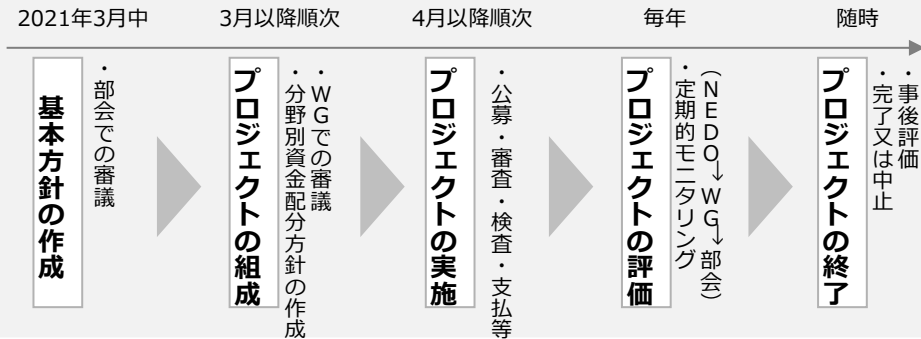 2021年3月中
3月以降順次
4月以降順次
毎年
随時
基本方針の作成
・部会での審議
プロジェクトの組成
・WGでの審議
・分野別資金配分方針の作成
プロジェクトの実施
・公募・審査・検査・支払等
プロジェクトの評価
（NEDO→WG→部会）
・定期的モニタリング
プロジェクトの終了
・事後評価
・完了又は中止